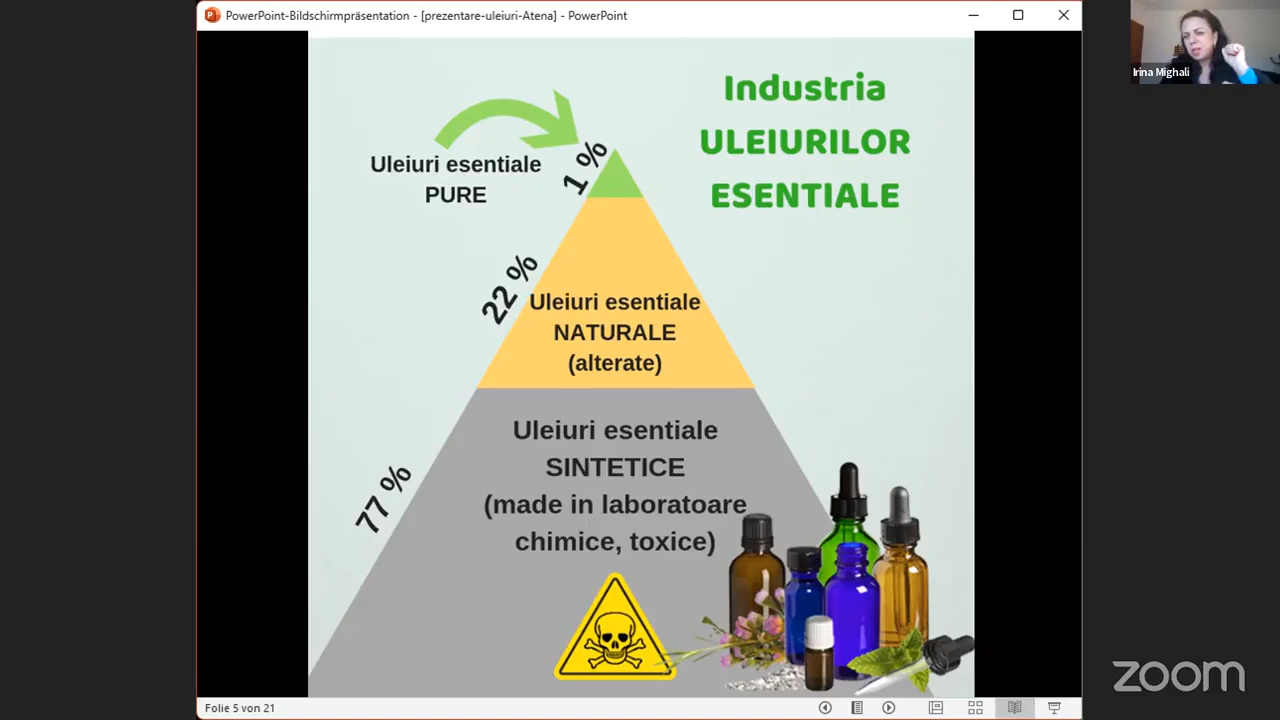 PowerPoint-Bildschirmpräsentation - [prezentare-uleiuri-Atena] - PowerPoint
Irina Mighali
Industria
ULEIURILOR
ESENTIALE
Uleiuri esentiale
PURE
1 %
22 %
Uleiuri esentiale
NATURALE
(alterate)
77 %
Uleiuri esentiale
SINTETICE
(made in laboratoare
chimice, toxice)
Folie 5 von 21
zoom